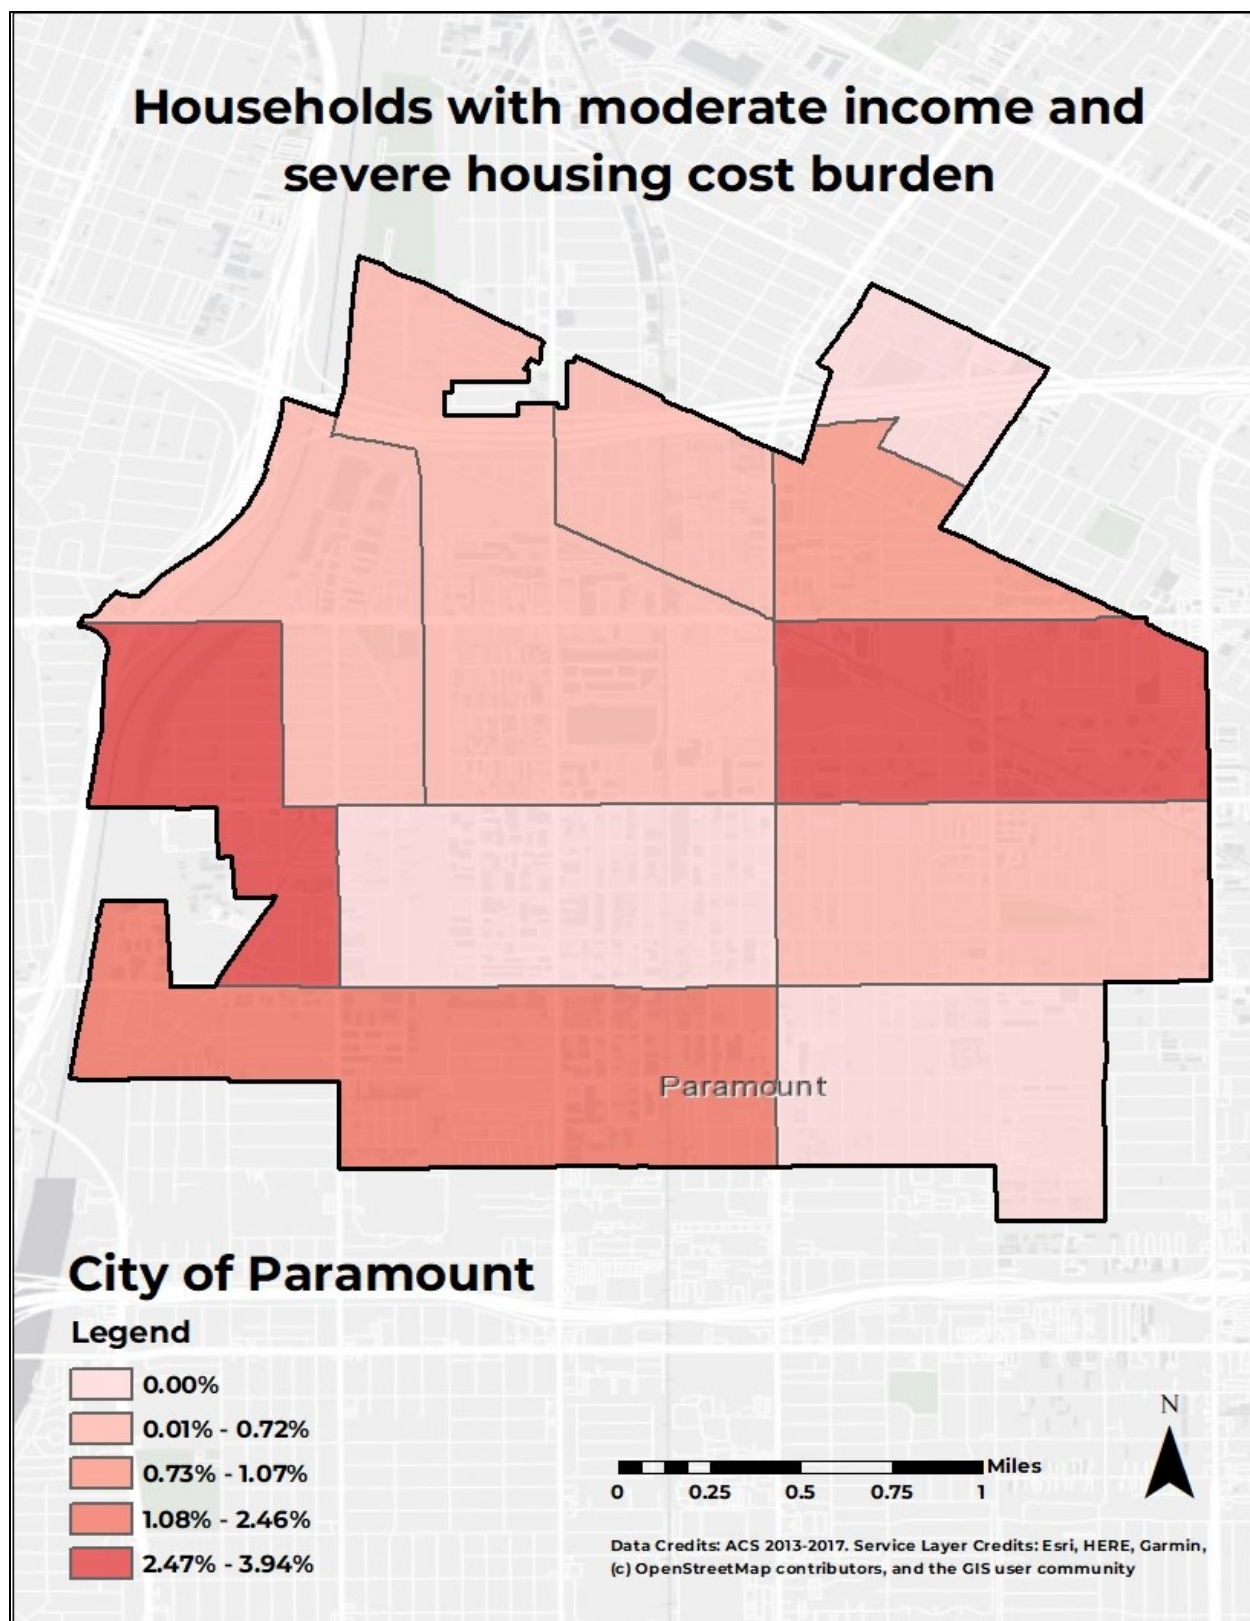 Households with moderate income and
severe housing cost burden
Paramount
City of Paramount
Legend
0.00%
0.01% - 0.72%
0.73% - 1.07%
1.08% - 2.46%
2.47% - 3.94%
N
Miles
0 0.25 0.5 0.75 1
Data Credits: ACS 2013-2017. Service Layer Credits: Esri, HERE, Garmin,
(c) OpenStreetMap contributors, and the GIS user community